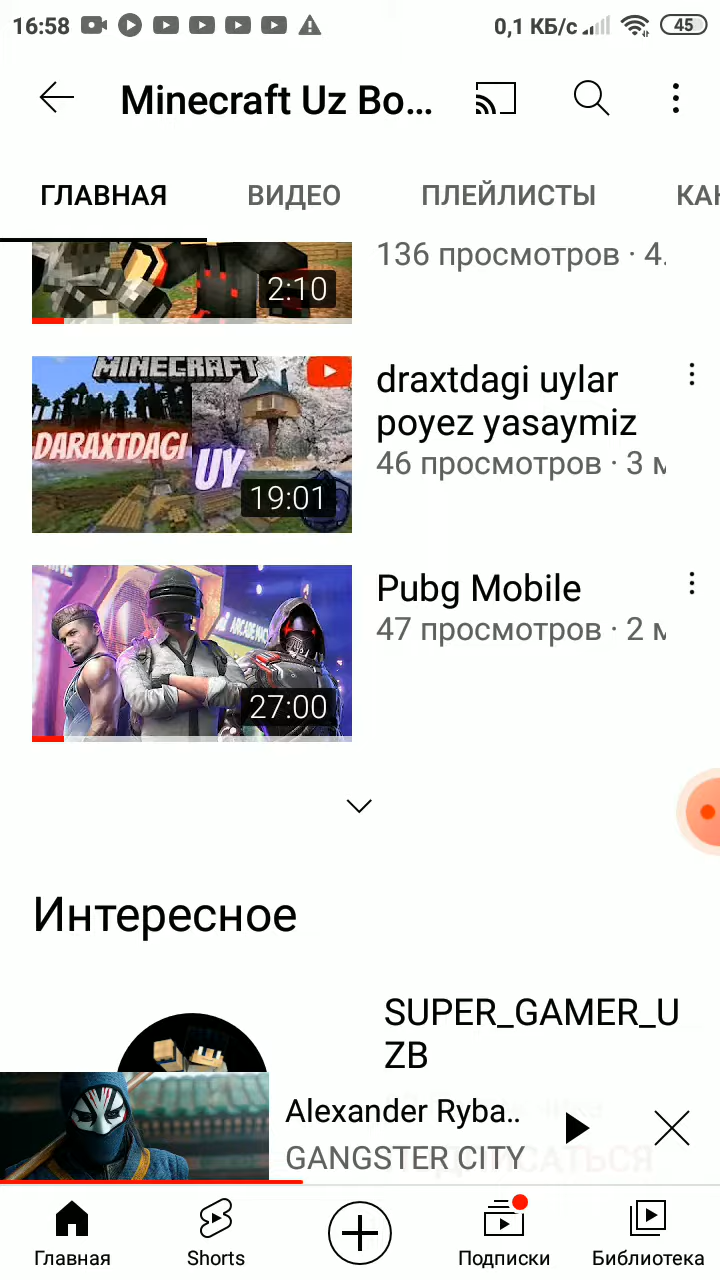 16:58 0,1 КБ/с 45
Minecraft Uz Bo...
ГЛАВНАЯ ВИДЕО ПЛЕЙЛИСТЫ КАН
136 просмотров · 4.
2:10
MINECRAFT
DARAXTDAGI
UY
19:01
draxtdagi uylar
poyez yasaymiz
46 просмотров · 3 м
Pubg Mobile
47 просмотров · 2 м
27:00
Интересное
SUPER_GAMER_U
ZB
Alexander Ryba..
GANGSTER CITY
Главная Shorts Подписки Библиотека